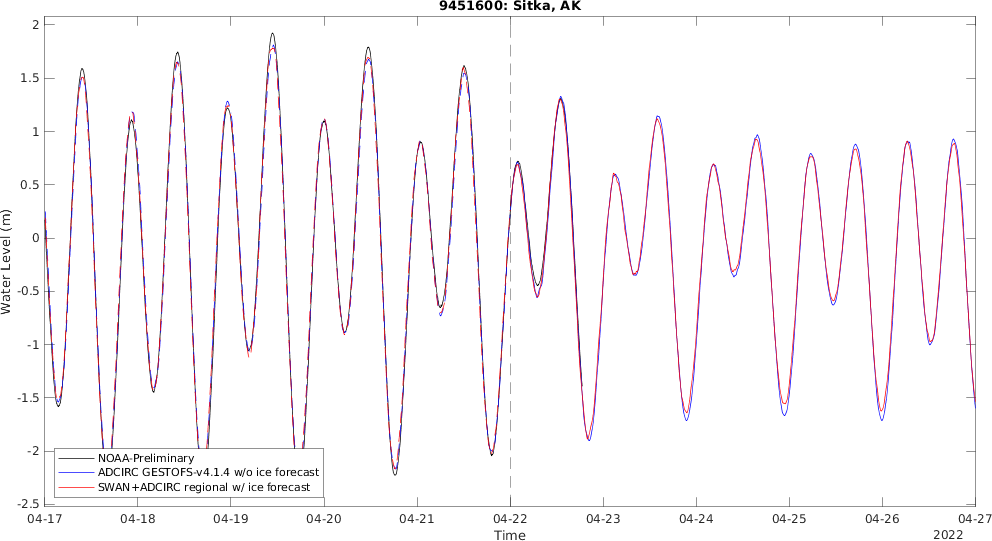 9451600: Sitka, AK
Water Level (m)
2
1.5
1
0.5
0
-0.5
-1
-1.5
-2
-2.5
NOAA-Preliminary
ADCIRC GESTOFS-v4.1.4 w/o ice forecast
SWAN+ADCIRC regional w/ ice forecast
04-17 04-18 04-19 04-20 04-21 04-22 04-23 04-24 04-25 04-26 04-27
Time
2022